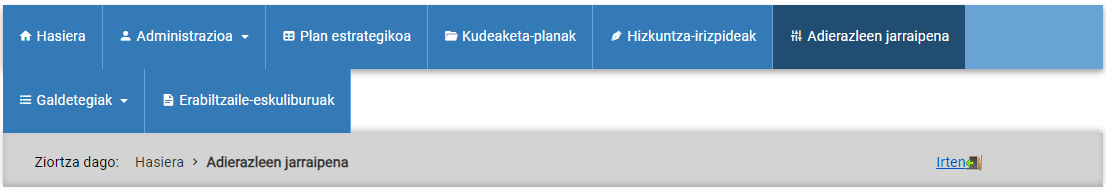 Hasiera Administrazioa Plan estrategikoa Kudeaketa-planak Hizkuntza-irizpideak Adierazleen jarraipena
Galdetegiak Erabiltzaile-eskuliburuak
Ziortza dago: Hasiera > Adierazleen jarraipena Irten